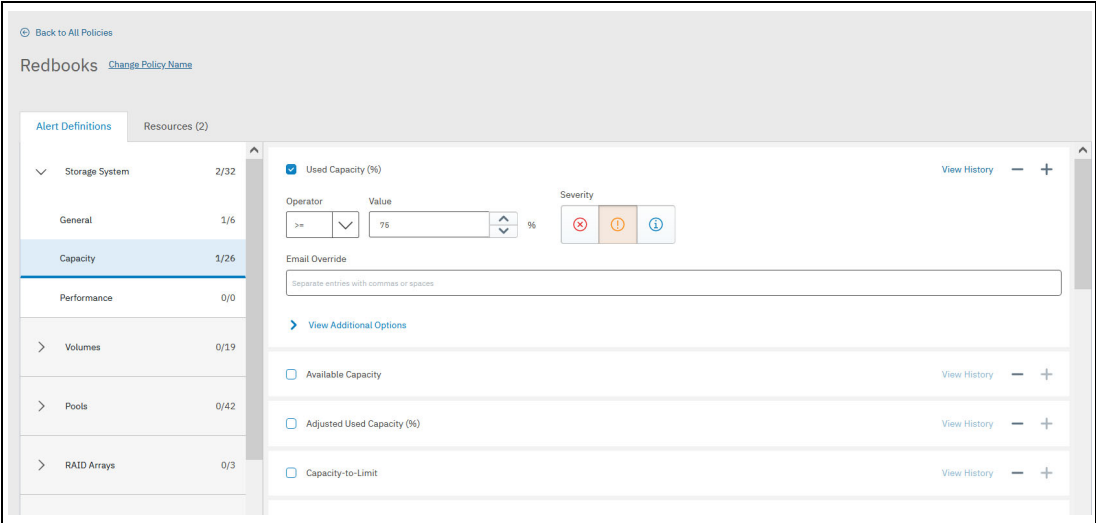 Back to All Policies
Redbooks Change Policy Name
Alert Definitions Resources (2)
Storage System 2/32
General 1/6
Capacity 1/26
Performance 0/0
Volumes 0/19
Pools 0/42
RAID Arrays 0/3
Used Capacity (%) View History
Operator Value Severity
>= 75 %
Email Override
Separate entries with commas or spaces
View Additional Options
Available Capacity View History
Adjusted Used Capacity (%) View History
Capacity-to-Limit View History